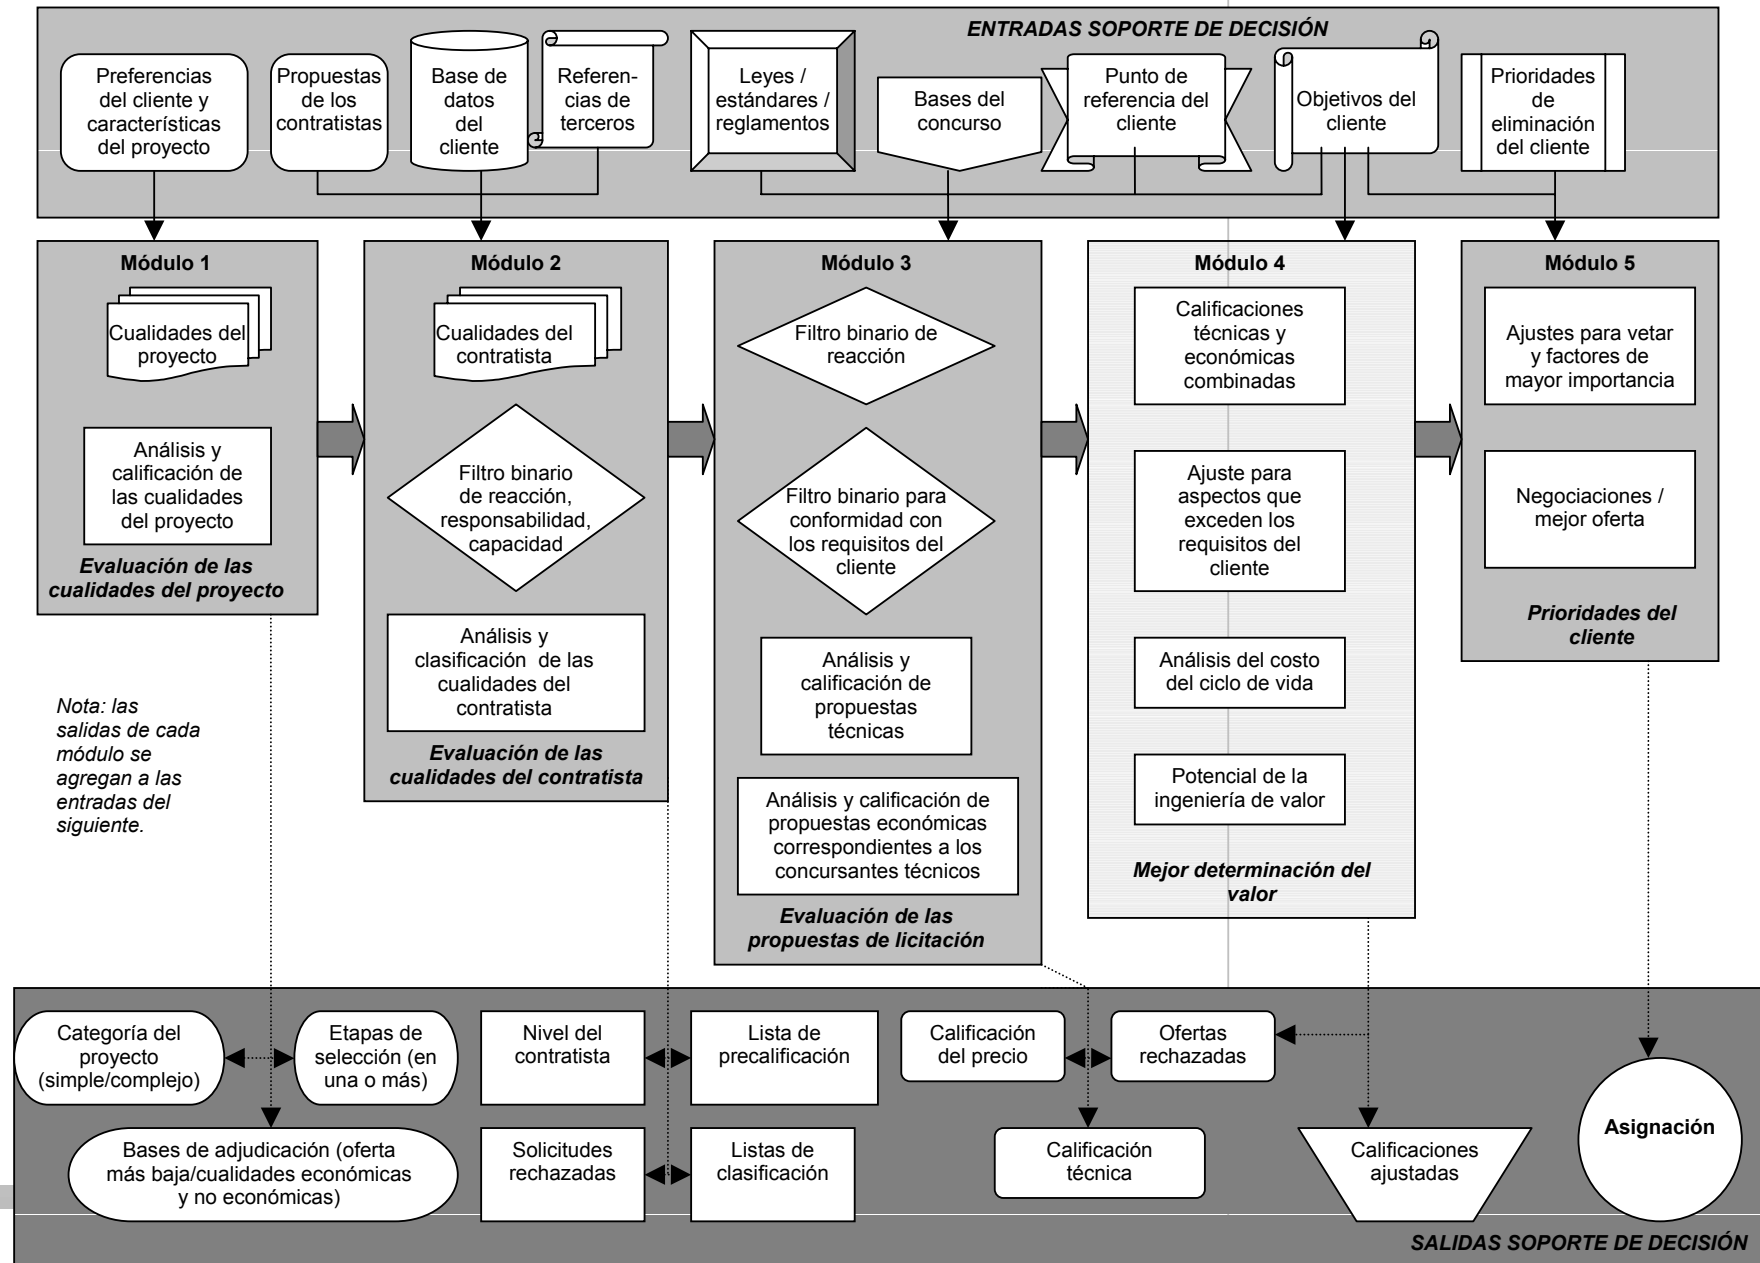 ENTRADAS SOPORTE DE DECISIÓN
Preferencias
del cliente y
características
del proyecto
Propuestas
de los
contratistas
Base de
datos
del
cliente
Referen-
cias de
terceros
Leyes /
estándares /
reglamentos
Bases del
concurso
Punto de
referencia del
cliente
Objetivos del
cliente
Prioridades
de
eliminación
del cliente
Módulo 1
Cualidades del
proyecto
Análisis y
calificación de
las cualidades
del proyecto
Evaluación de las
cualidades del proyecto
Módulo 2
Cualidades del
contratista
Filtro binario
de reacción,
responsabilidad,
capacidad
Análisis y
clasificación de las
cualidades del
contratista
Evaluación de las
cualidades del contratista
Módulo 3
Filtro binario de
reacción
Filtro binario para
conformidad con
los requisitos del
cliente
Análisis y
calificación de
propuestas
técnicas
Análisis y calificación de
propuestas económicas
correspondientes a los
concursantes técnicos
Evaluación de las
propuestas de licitación
Módulo 4
Calificaciones
técnicas y
económicas
combinadas
Ajuste para
aspectos que
exceden los
requisitos del
cliente
Análisis del costo
del ciclo de vida
Potencial de la
ingeniería de valor
Mejor determinación del
valor
Módulo 5
Ajustes para vetar
y factores de
mayor importancia
Negociaciones /
mejor oferta
Prioridades del
cliente
Nota: las
salidas de cada
módulo se
agregan a las
entradas del
siguiente.
Categoría del
proyecto
(simple/complejo)
Etapas de
selección (en
una o más)
Bases de adjudicación (oferta
más baja/cualidades económicas
y no económicas)
Nivel del
contratista
Lista de
precalificación
Solicitudes
rechazadas
Listas de
clasificación
Calificación
del precio
Ofertas
rechazadas
Calificación
técnica
Calificaciones
ajustadas
Asignación
SALIDAS SOPORTE DE DECISIÓN